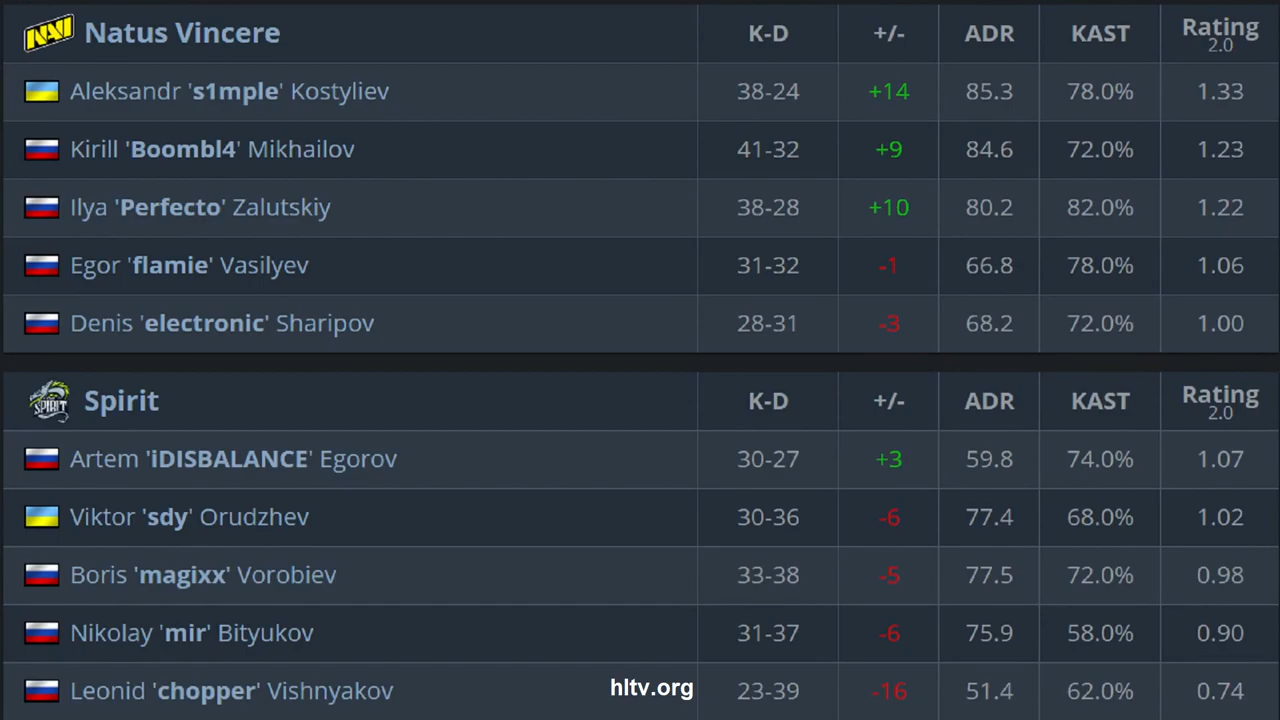 NAVI Natus Vincere K-D +/- ADR KAST Rating 2.0
Aleksandr 's1mple' Kostyliev 38-24 +14 85.3 78.0% 1.33
Kirill 'Boombl4' Mikhailov 41-32 +9 84.6 72.0% 1.23
Ilya 'Perfecto' Zalutskiy 38-28 +10 80.2 82.0% 1.22
Egor 'flamie' Vasilyev 31-32 -1 66.8 78.0% 1.06
Denis 'electronic' Sharipov 28-31 -3 68.2 72.0% 1.00
SPIRIT Spirit K-D +/- ADR KAST Rating 2.0
Artem 'iDISBALANCE' Egorov 30-27 +3 59.8 74.0% 1.07
Viktor 'sdy' Orudzhev 30-36 -6 77.4 68.0% 1.02
Boris 'magixx' Vorobiev 33-38 -5 77.5 72.0% 0.98
Nikolay 'mir' Bityukov 31-37 -6 75.9 58.0% 0.90
Leonid 'chopper' Vishnyakov hltv.org 23-39 -16 51.4 62.0% 0.74